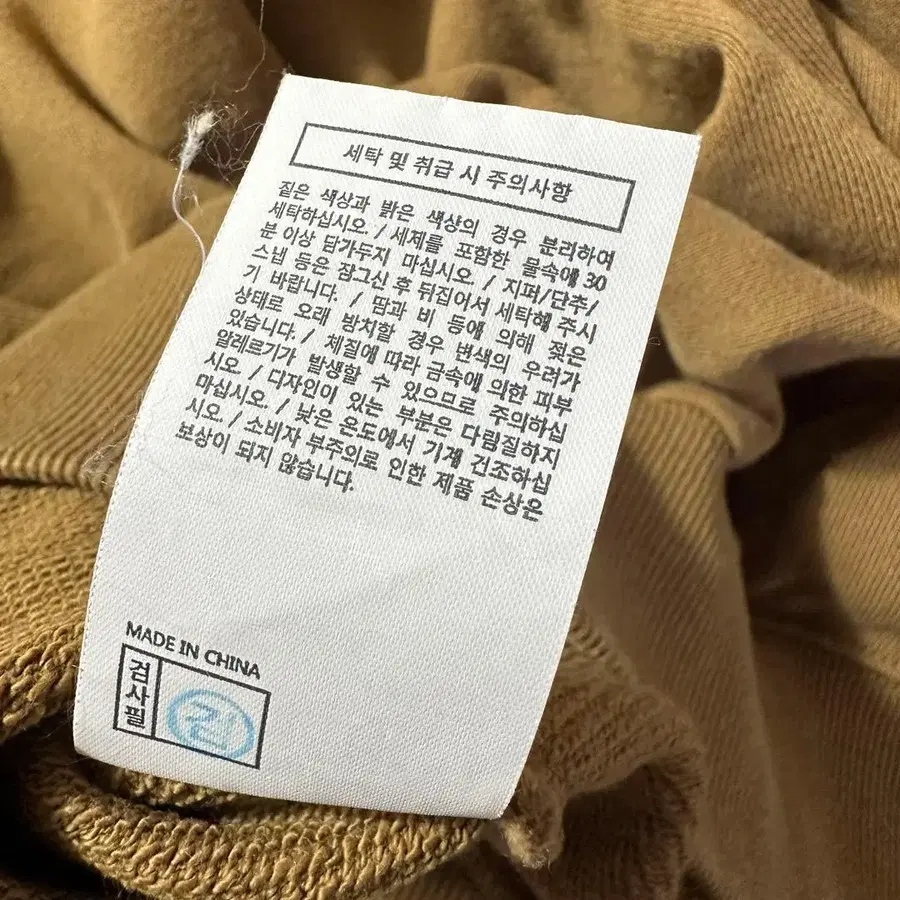 세탁 및 취급 시 주의사항
짙은 색상과 밝은 색상의 경우 분리하여
세탁하십시오. / 세제를 포함한 물속에 30
분 이상 담가두지 마십시오. / 지퍼/단추/
스냅 등은 잠그신 후 뒤집어서 세탁해 주시
기 바랍니다. / 땀과 비 등에 의해 젖은
상태로 오래 방치할 경우 변색의 우려가
있습니다. / 체질에 따라 금속에 의한 피부
알레르기가 발생할 수 있으므로 주의하십
시오. / 디자인이 있는 부분은 다림질하지
마십시오. / 낮은 온도에서 기계 건조하십
시오. / 소비자 부주의로 인한 제품 손상은
보상이 되지 않습니다.
MADE IN CHINA
검사필